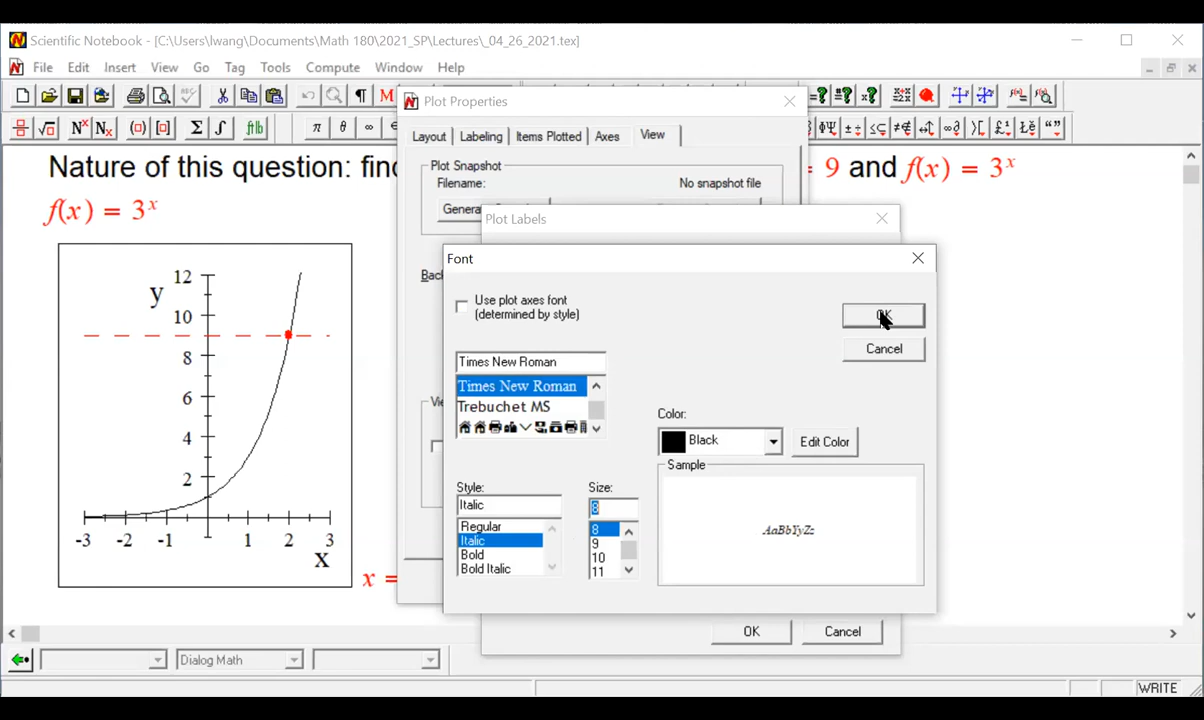 Scientific Notebook - [C:\Users\lwang\Documents\Math 180\2021_SP\Lectures\_04_26_2021.tex]
File Edit Insert View Go Tag Tools Compute Window Help
Plot Properties
Layout Labeling Items Plotted Axes View
Plot Snapshot
Filename: No snapshot file
Plot Labels
Font
Use plot axes font
(determined by style)
OK
Cancel
Times New Roman
Times New Roman
Trebuchet MS
Color:
Black
Edit Color
Sample
AaBbYyZz
Style:
Italic
Regular
Italic
Bold
Bold Italic
Size:
8
8
9
10
11
OK Cancel
Nature of this question: = 9 and f(x) = 3^x
f(x) = 3^x
y
12
10
8
6
4
2
-3 -2 -1 1 2 3
x
x =
Dialog Math
WRITE